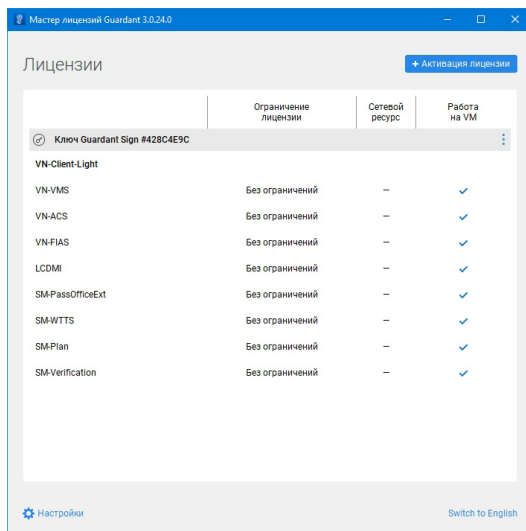 Мастер лицензий Guardant 3.0.24.0
Лицензии
+ Активация лицензии
Ограничение лицензии Сетевой ресурс Работа на VM
Ключ Guardant Sign #428C4E9C
VN-Client-Light
VN-VMS Без ограничений –
VN-ACS Без ограничений –
VN-FIAS Без ограничений –
LCDMI Без ограничений –
SM-PassOfficeExt Без ограничений –
SM-WTTS Без ограничений –
SM-Plan Без ограничений –
SM-Verification Без ограничений –
Настройки Switch to English